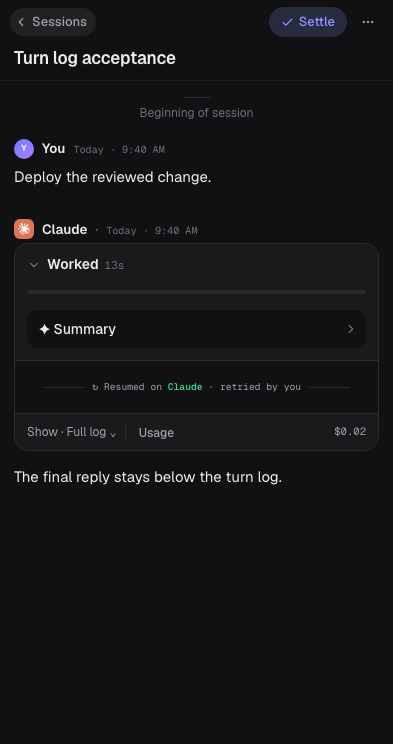 Sessions
Settle
Turn log acceptance
Beginning of session
Y You Today · 9:40 AM
Deploy the reviewed change.
Claude · Today · 9:40 AM
Worked 13s
Summary
↻ Resumed on Claude · retried by you
Show · Full log
Usage
$0.02
The final reply stays below the turn log.